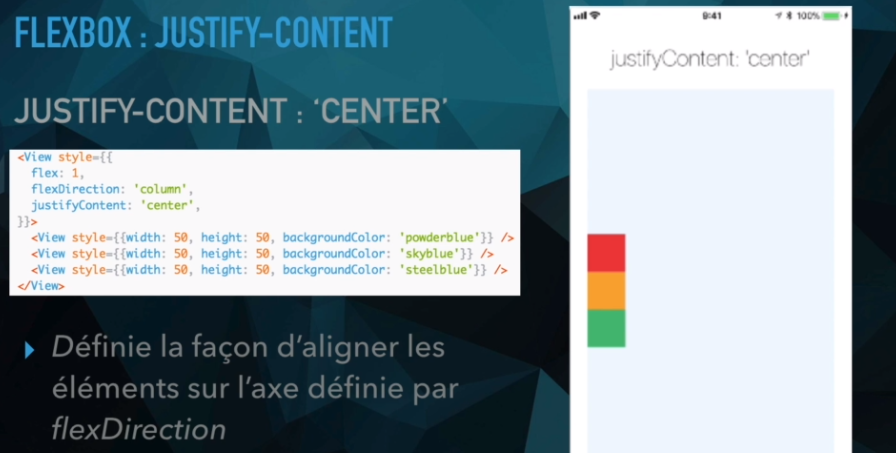 FLEXBOX : JUSTIFY-CONTENT
JUSTIFY-CONTENT : ‘CENTER’
<View style={{
  flex: 1,
  flexDirection: 'column',
  justifyContent: 'center',
}}>
  <View style={{width: 50, height: 50, backgroundColor: 'powderblue'}} />
  <View style={{width: 50, height: 50, backgroundColor: 'skyblue'}} />
  <View style={{width: 50, height: 50, backgroundColor: 'steelblue'}} />
</View>
Définie la façon d’aligner les
éléments sur l’axe définie par
flexDirection
9:41
100%
justifyContent: 'center'